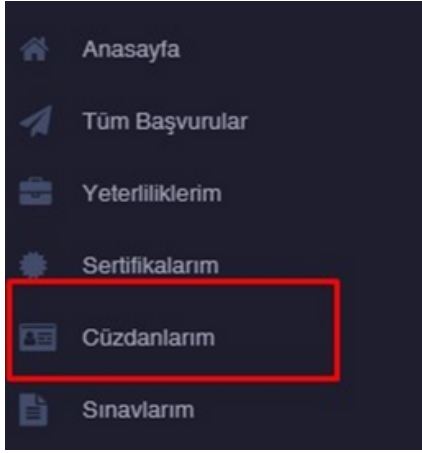 Anasayfa
Tüm Başvurular
Yeterliliklerim
Sertifikalarım
Cüzdanlarım
Sınavlarım